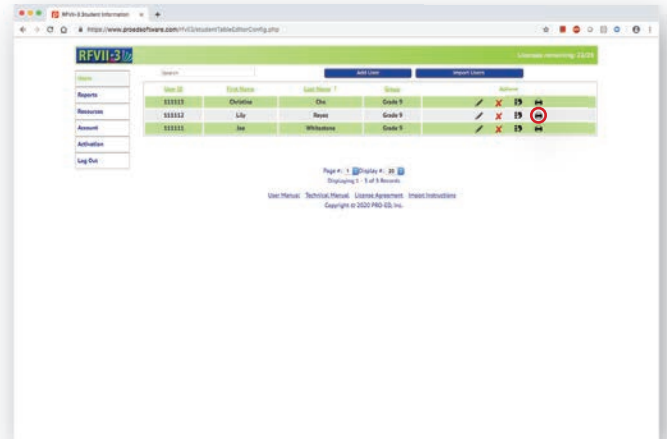 RFVII-3 Student Information
https://www.proedsoftware.com/rfvii3/studentTableEditorConfig.php
RFVII-3
Licenses remaining: 22/25
Home
Reports
Resources
Account
Activation
Log Out
Search
Add User
Import Users
User ID First Name Last Name Group Actions
111113 Christine Cho Grade 9
111112 Lily Reyes Grade 9
111111 Joe Whitestone Grade 9
Page #: 1 Display #: 20
Displaying 1 - 3 of 3 Records
User Manual Technical Manual License Agreement Import Instructions
Copyright © 2020 PRO-ED, Inc.